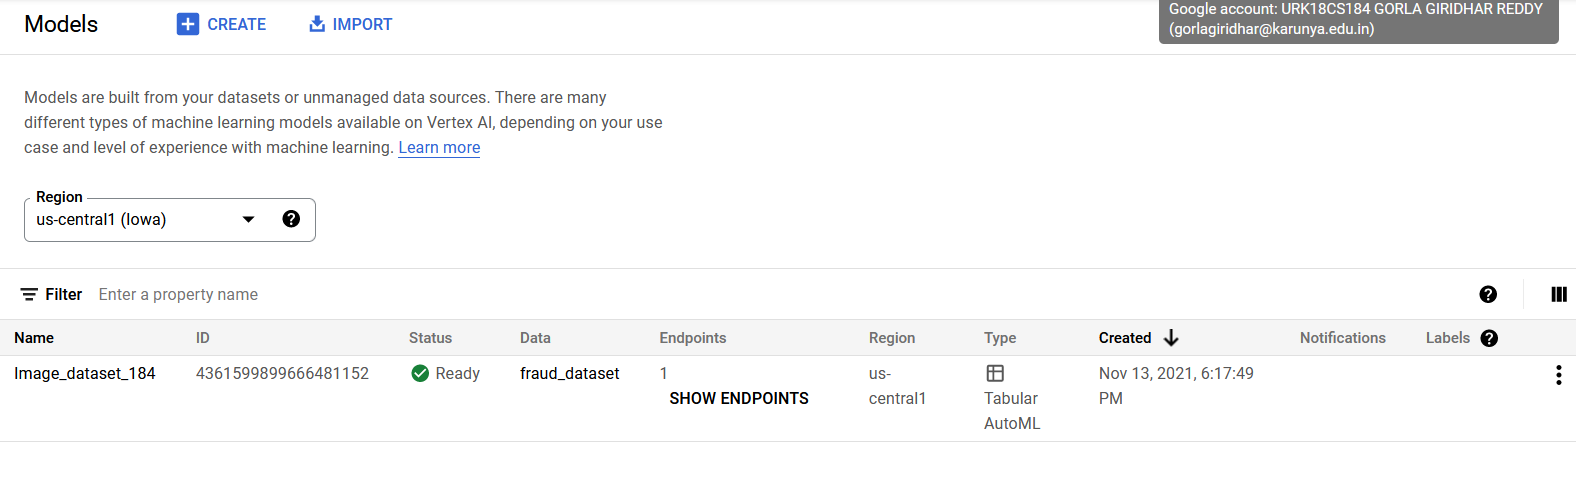 Models
CREATE
IMPORT
Google account: URK18CS184 GORLA GIRIDHAR REDDY
(gorlagiridhar@karunya.edu.in)
Models are built from your datasets or unmanaged data sources. There are many
different types of machine learning models available on Vertex AI, depending on your use
case and level of experience with machine learning. Learn more
Region
us-central1 (Iowa)
Filter Enter a property name
Name ID Status Data Endpoints Region Type Created Notifications Labels
Image_dataset_184 4361599899666481152 Ready fraud_dataset 1 us- Nov 13, 2021, 6:17:49
SHOW ENDPOINTS central1 Tabular PM
AutoML